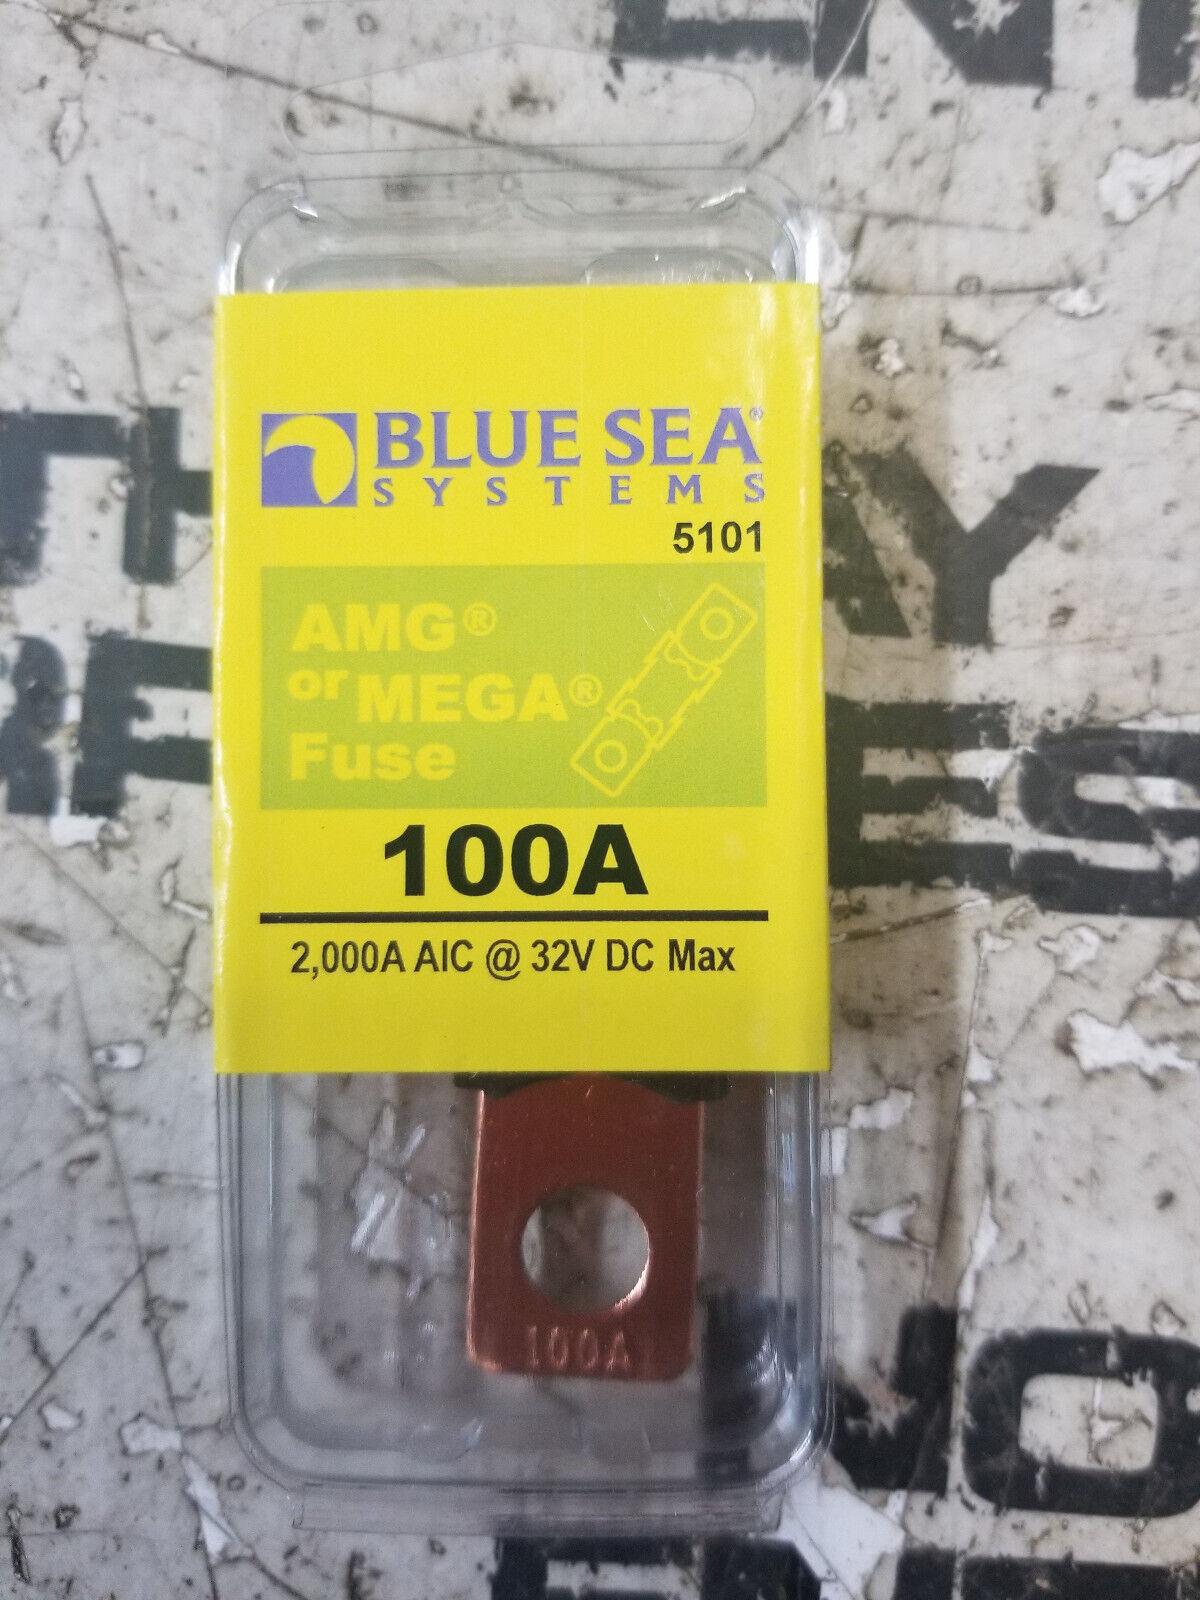 BLUE SEA®
SYSTEMS
5101
AMG®
or MEGA®
Fuse
100A
2,000A AIC @ 32V DC Max
100A